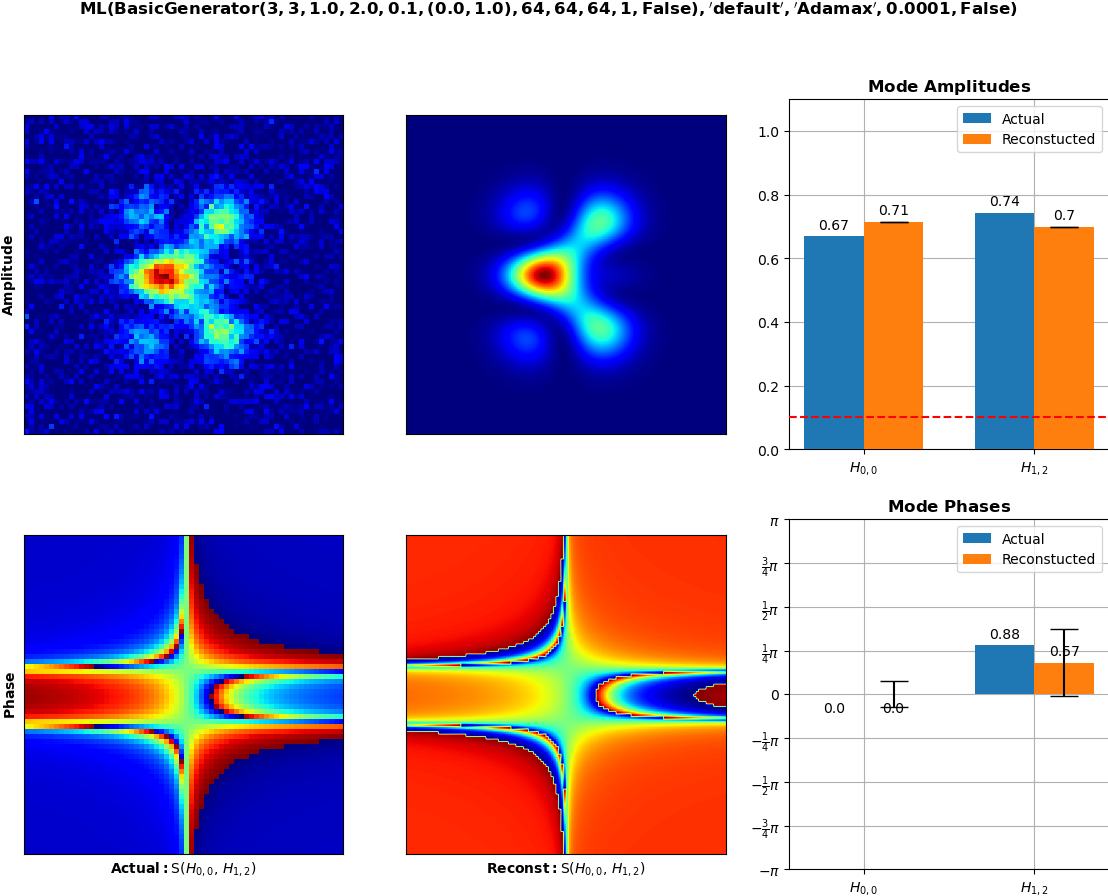 ML(BasicGenerator(3, 3, 1.0, 2.0, 0.1, (0.0, 1.0), 64, 64, 64, 1, False), ′default′, ′Adamax′, 0.0001, False)
Amplitude
Mode Amplitudes
Actual
Reconstucted
1.0
0.8
0.6
0.4
0.2
0.0
0.67
0.71
0.74
0.7
H0,0
H1,2
Phase
Actual: S(H0,0, H1,2)
Reconst: S(H0,0, H1,2)
Mode Phases
Actual
Reconstucted
π
3/4π
1/2π
1/4π
0
−1/4π
−1/2π
−3/4π
−π
0.0
0.0
0.88
0.57
H0,0
H1,2